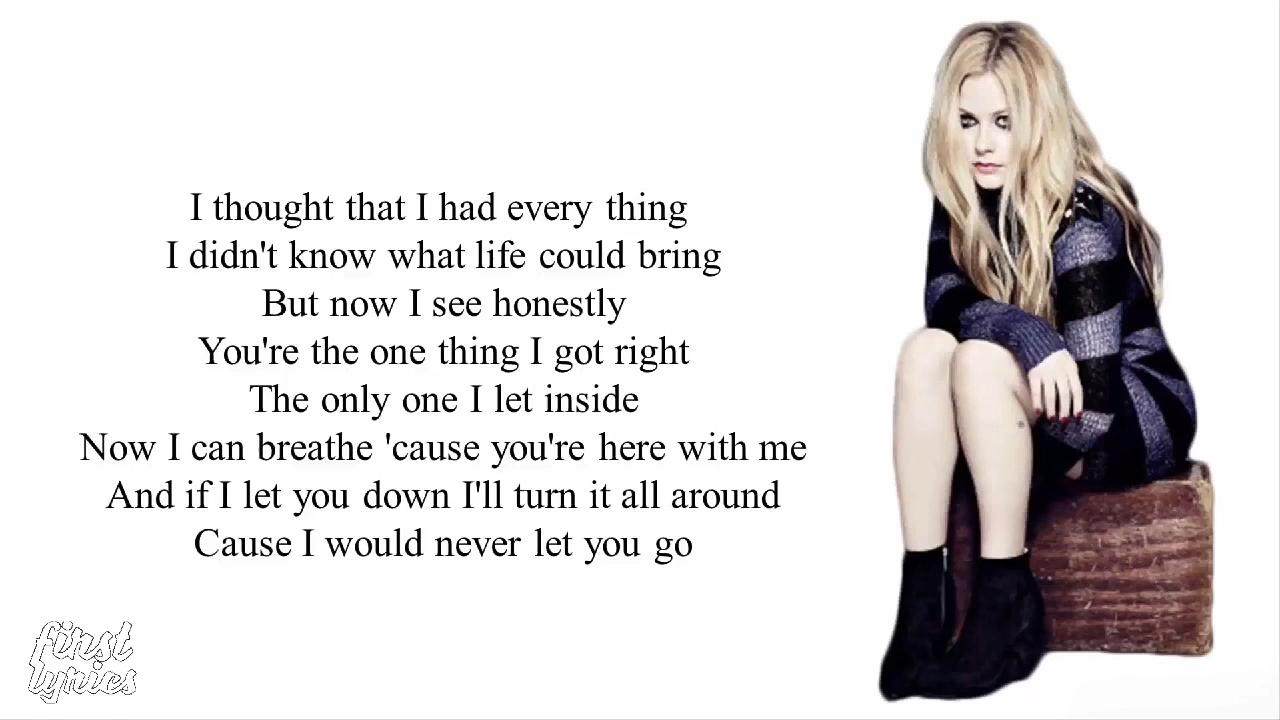 I thought that I had every thing
I didn't know what life could bring
But now I see honestly
You're the one thing I got right
The only one I let inside
Now I can breathe 'cause you're here with me
And if I let you down I'll turn it all around
Cause I would never let you go
first
lyrics